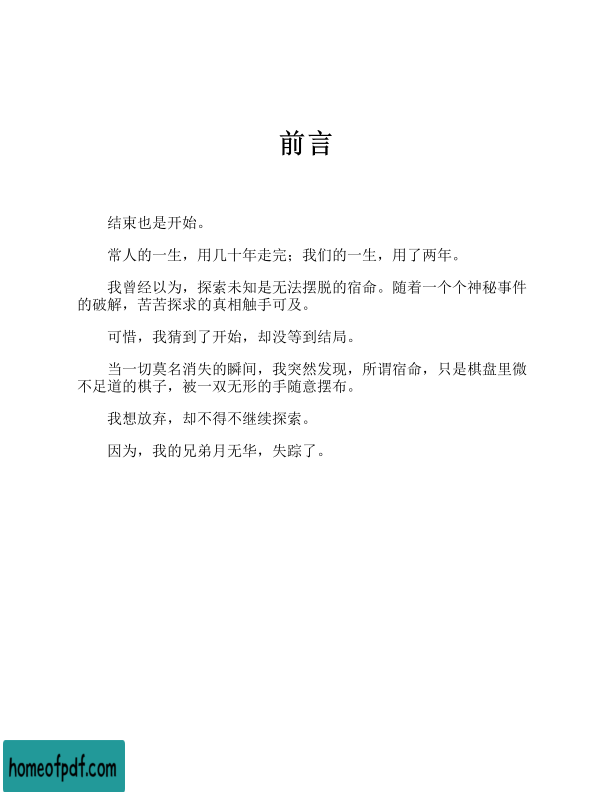 前言
结束也是开始。
常人的一生，用几十年走完；我们的一生，用了两年。
我曾经以为，探索未知是无法摆脱的宿命。随着一个个神秘事件
的破解，苦苦探求的真相触手可及。
可惜，我猜到了开始，却没等到结局。
当一切莫名消失的瞬间，我突然发现，所谓宿命，只是棋盘里微
不足道的棋子，被一双无形的手随意摆布。
我想放弃，却不得不继续探索。
因为，我的兄弟月无华，失踪了。
homeofpdf.com